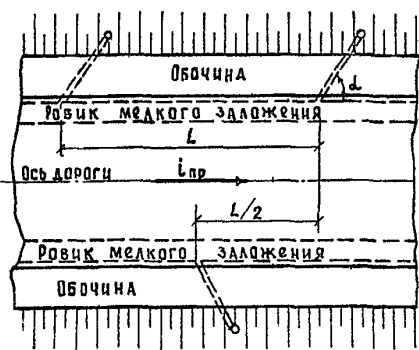 Обочина
α
Ровик мелкого заложения
L
Ось дороги iпр
L/2
Ровик мелкого заложения
Обочина